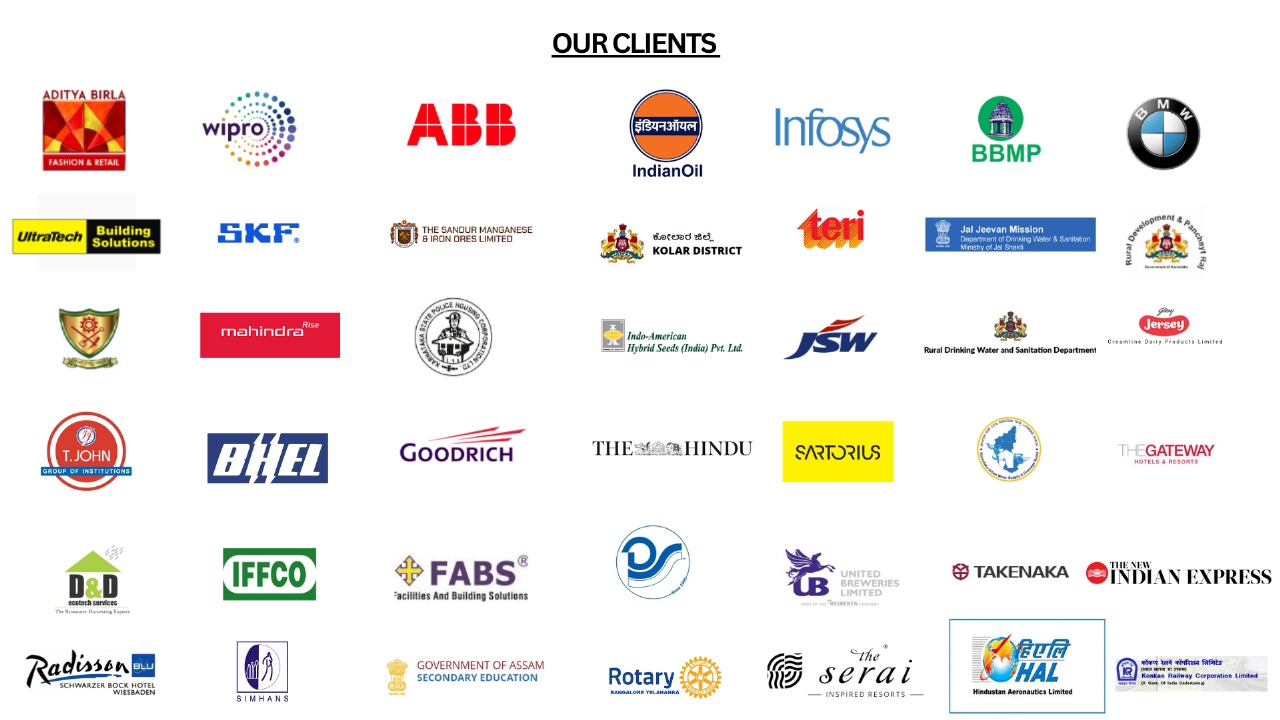 OUR CLIENTS
ADITYA BIRLA
FASHION & RETAIL
wipro
ABB
इंडियनऑयल
IndianOil
Infosys
BBMP
BMW
UltraTech
Building
Solutions
SKF®
THE SANDUR MANGANESE
& IRON ORES LIMITED
ಕೋಲಾರ ಜಿಲ್ಲೆ
KOLAR DISTRICT
teri
Jal Jeevan Mission
Department of Drinking Water & Sanitation
Ministry of Jal Shakti
Rural Development & Panchayt Raj
Government of Karnataka
mahindra Rise
KARNATAKA STATE POLICE HOUSING CORPORATION LTD
Indo-American
Hybrid Seeds (India) Pvt. Ltd.
JSW
Rural Drinking Water and Sanitation Department
Godrej
Jersey
Creamline Dairy Products Limited
T. JOHN
GROUP OF INSTITUTIONS
BHEL
GOODRICH
THE HINDU
SARTORIUS
THEGATEWAY
HOTELS & RESORTS
D&D
ecotech services
The Rainwater Harvesting Experts
IFFCO
FABS®
Facilities And Building Solutions
UB
UNITED
BREWERIES
LIMITED
PART OF THE HEINEKEN COMPANY
TAKENAKA
THE NEW
INDIAN EXPRESS
Radisson BLU
SCHWARZER BOCK HOTEL
WIESBADEN
SIMHANS
GOVERNMENT OF ASSAM
SECONDARY EDUCATION
Rotary
BANGALORE YELAHANKA
the
serai®
INSPIRED RESORTS
हिएलि
HAL
Hindustan Aeronautics Limited
कोंकण रेलवे कॉर्पोरेशन लिमिटेड
(भारत सरकार का उपक्रम)
Konkan Railway Corporation Limited
(A Govt. Of India Undertaking)